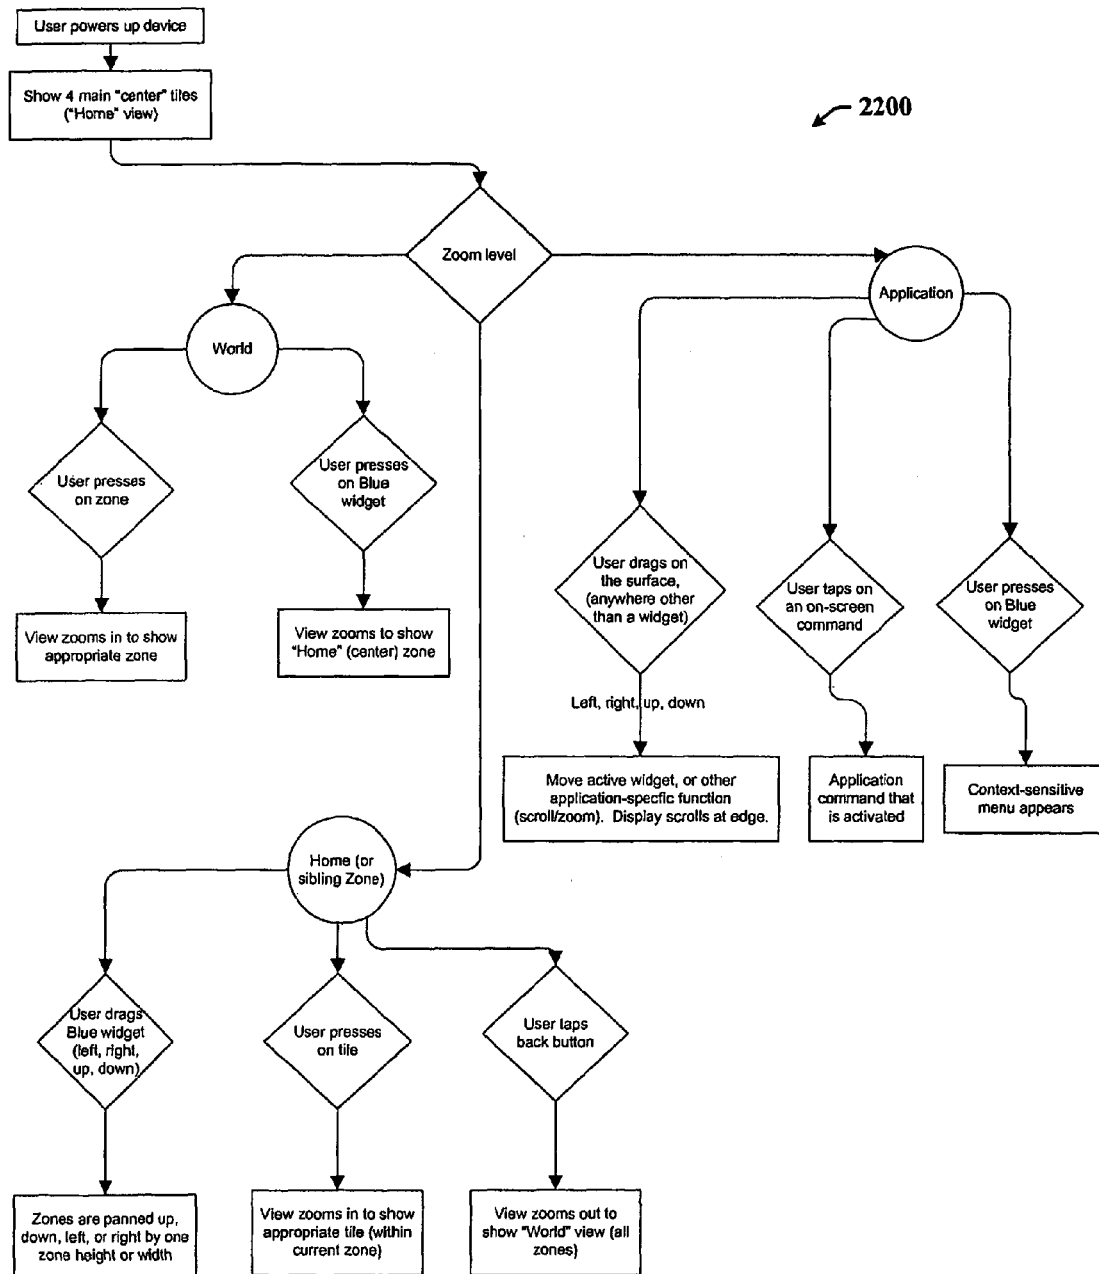 User powers up device
Show 4 main "center" tiles
("Home" view)
2200
Zoom level
Application
World
User presses
on zone
User presses
on Blue
widget
User drags on
the surface,
(anywhere other
than a widget)
User taps on
an on-screen
command
User presses
on Blue
widget
View zooms in to show
appropriate zone
View zooms to show
"Home" (center) zone
Left, right, up, down
Move active widget, or other
application-specfic function
(scroll/zoom). Display scrolls at edge.
Application
command that
is activated
Context-sensitive
menu appears
Home (or
sibling Zone)
User drags
Blue widget
(left, right,
up, down)
User presses
on tile
User taps
back button
Zones are panned up,
down, left, or right by one
zone height or width
View zooms in to show
appropriate tile (within
current zone)
View zooms out to
show "World" view (all
zones)